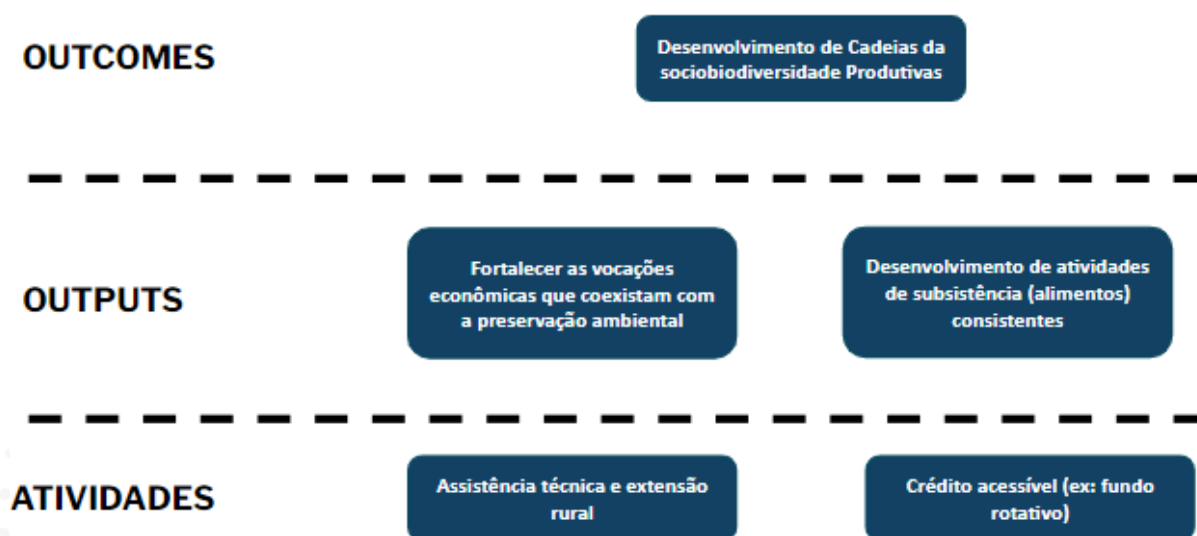 OUTCOMES
Desenvolvimento de Cadeias da
sociobiodiversidade Produtivas
OUTPUTS
Fortalecer as vocações
econômicas que coexistam com
a preservação ambiental
Desenvolvimento de atividades
de subsistência (alimentos)
consistentes
ATIVIDADES
Assistência técnica e extensão
rural
Crédito acessível (ex: fundo
rotativo)